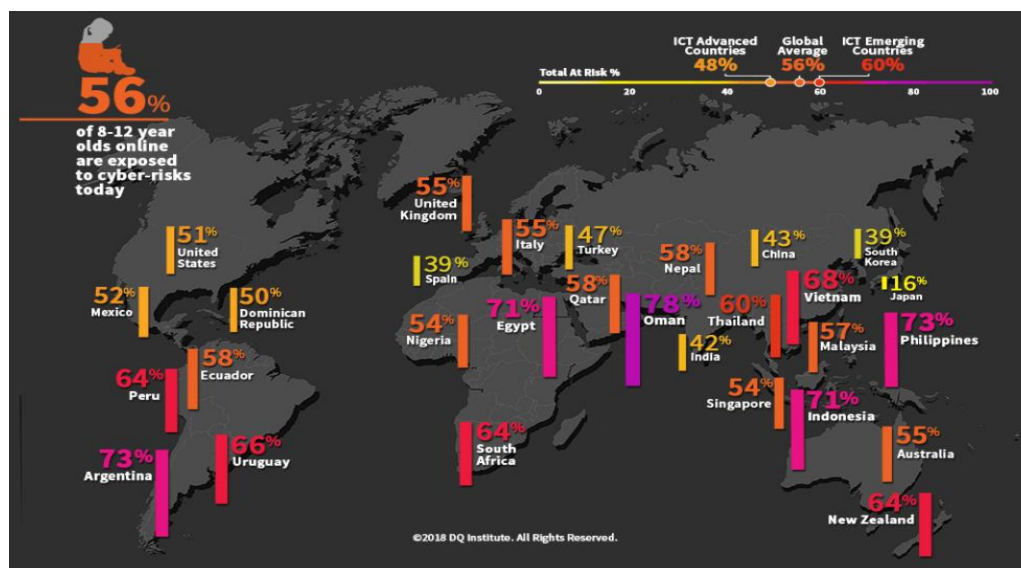 56%
of 8-12 year
olds online
are exposed
to cyber-risks
today
ICT Advanced
Countries
48%
Global
Average
56%
ICT Emerging
Countries
60%
Total At Risk %
0
20
40
60
80
100
55%
United
Kingdom
51%
United
States
52%
Mexico
50%
Dominican
Republic
58%
Ecuador
64%
Peru
66%
Uruguay
73%
Argentina
39%
Spain
55%
Italy
47%
Turkey
54%
Nigeria
71%
Egypt
58%
Qatar
78%
Oman
64%
South
Africa
58%
Nepal
43%
China
39%
South
Korea
16%
Japan
42%
India
60%
Thailand
68%
Vietnam
57%
Malaysia
73%
Philippines
54%
Singapore
71%
Indonesia
55%
Australia
64%
New Zealand
©2018 DQ Institute. All Rights Reserved.